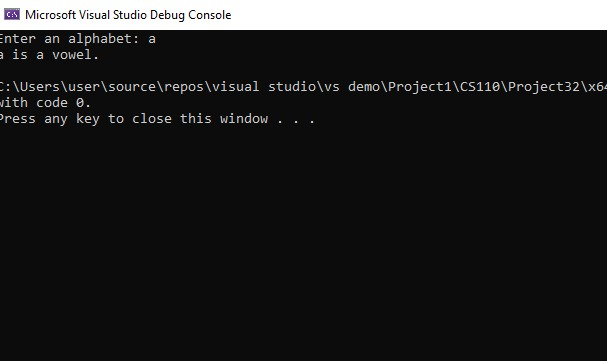 Microsoft Visual Studio Debug Console
Enter an alphabet: a
a is a vowel.
C:\Users\user\source\repos\visual studio\vs demo\Project1\CS110\Project32\x64
with code 0.
Press any key to close this window . . .